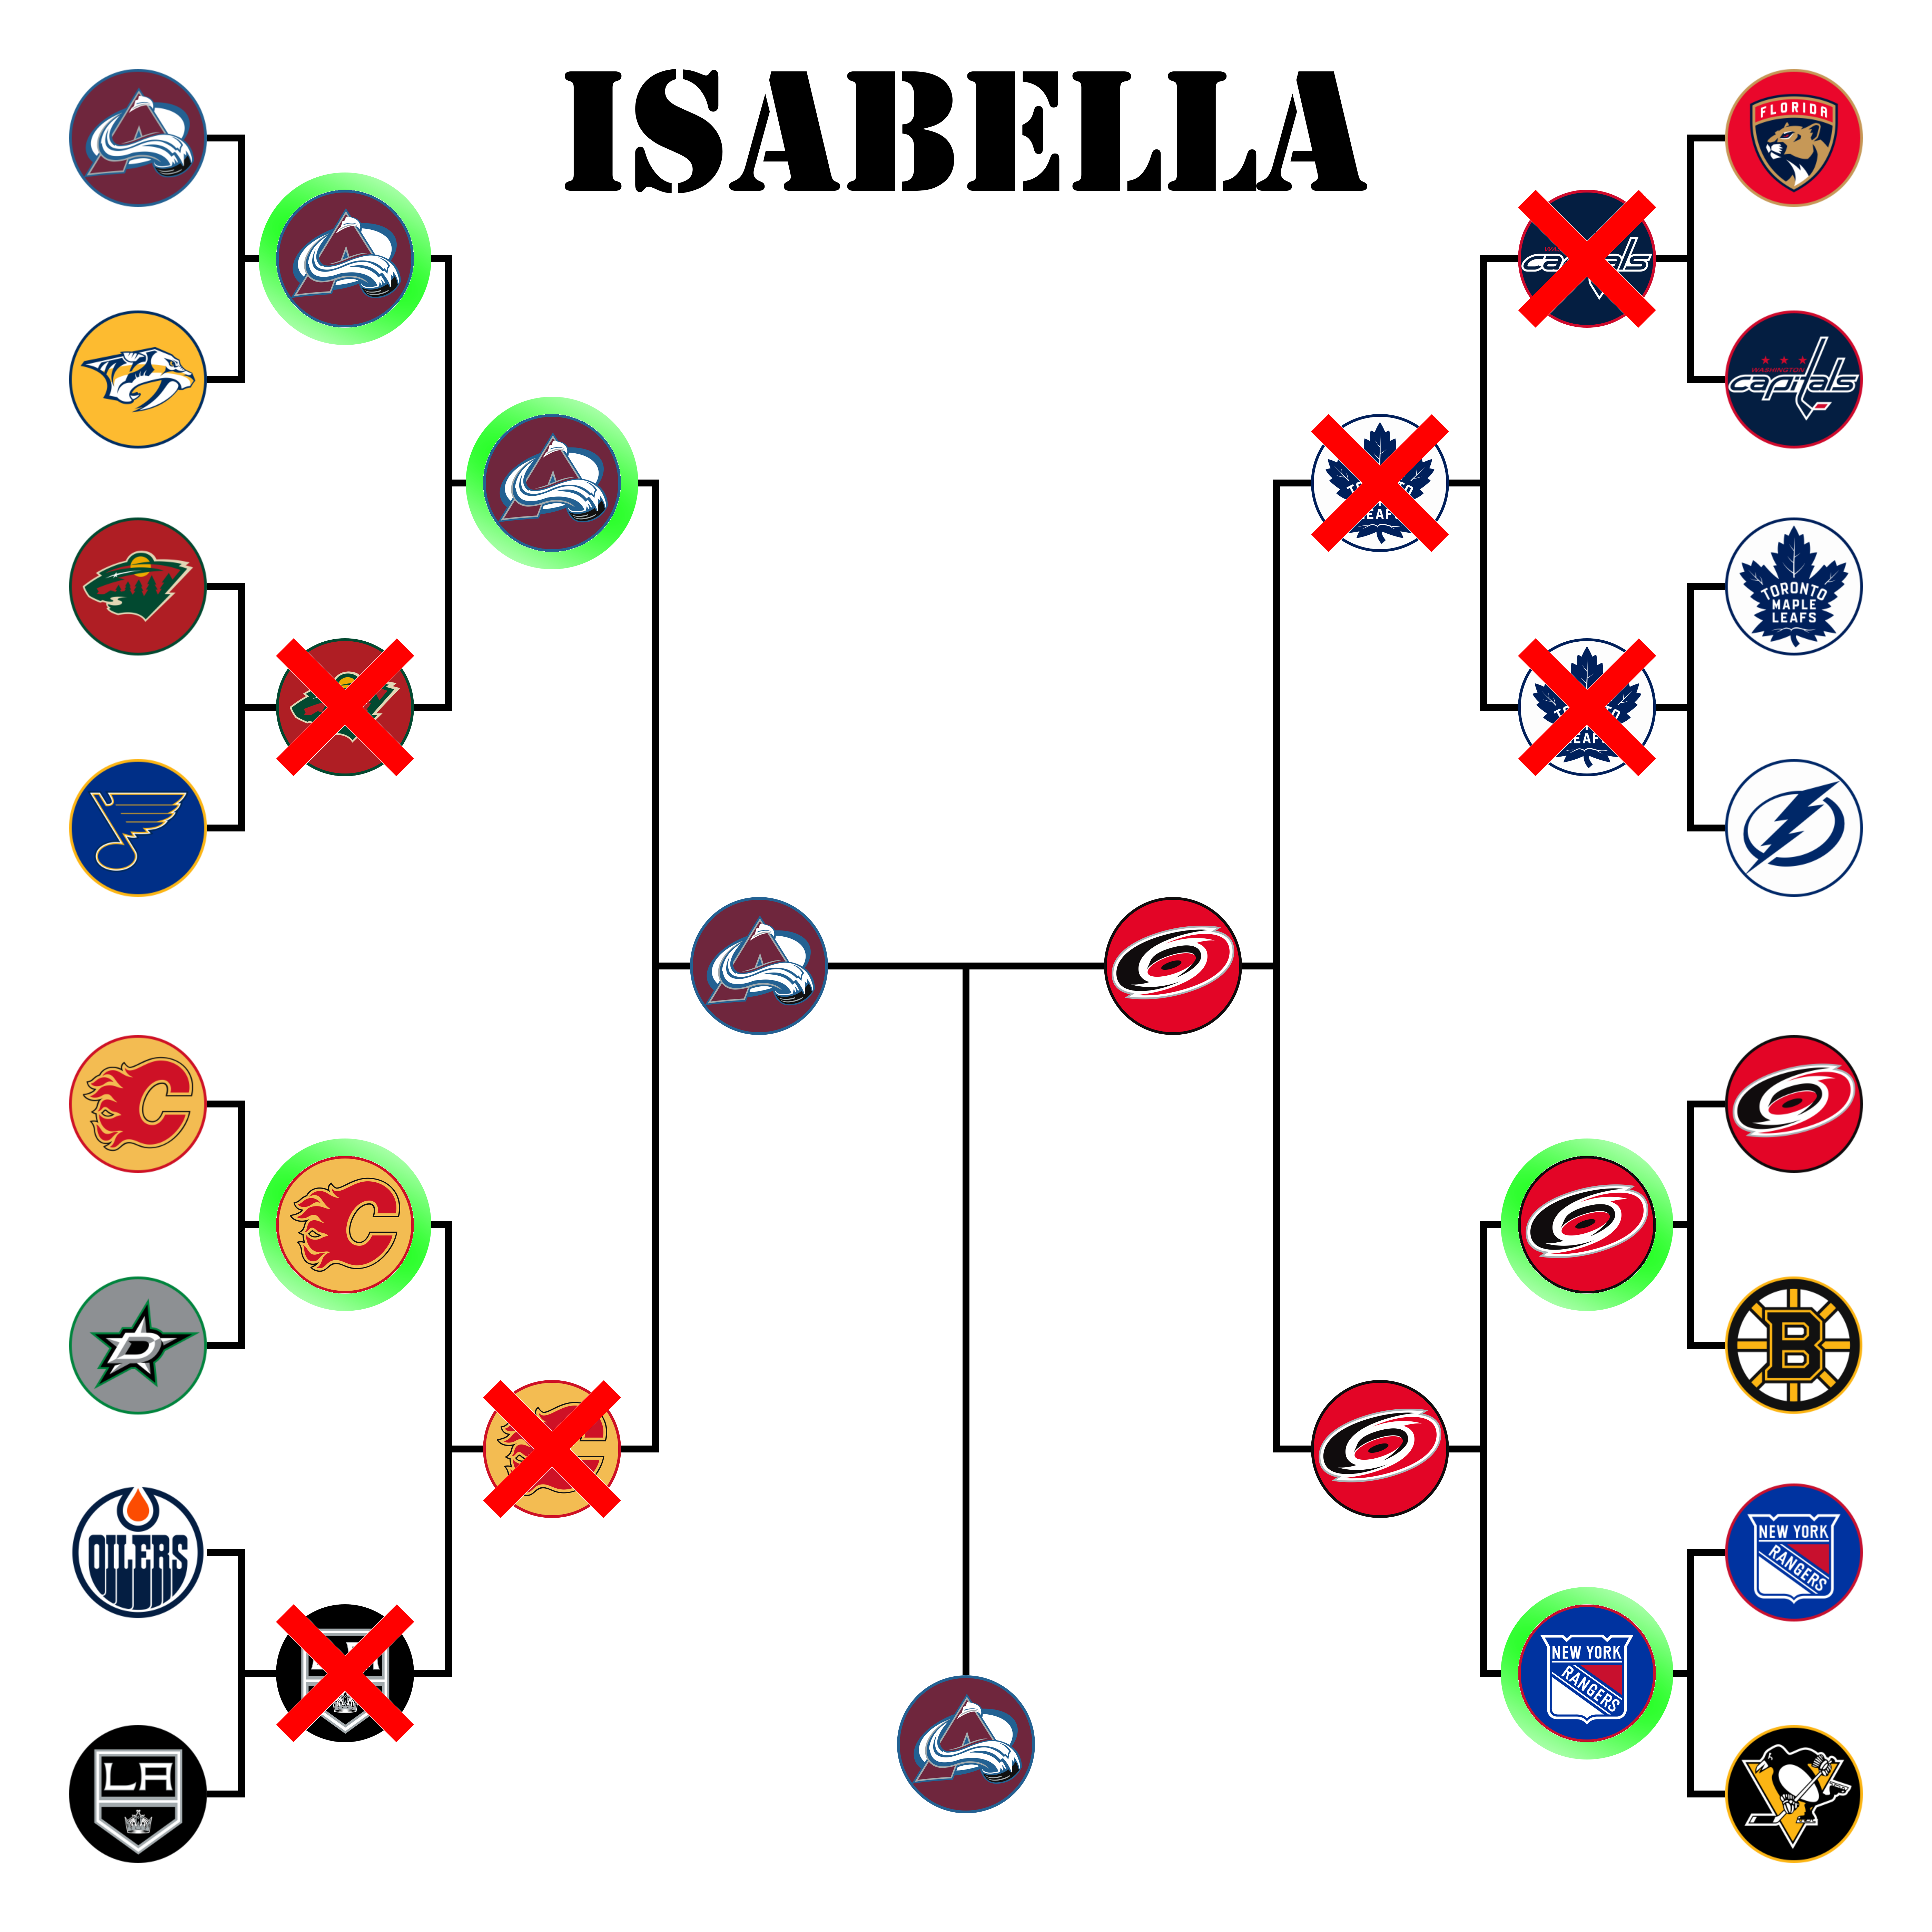 ISABELLA
FLORIDA
WASHINGTON
capitals
TORONTO
MAPLE
LEAFS
OILERS
LA
B
NEW YORK
RANGERS
NEW YORK
RANGERS